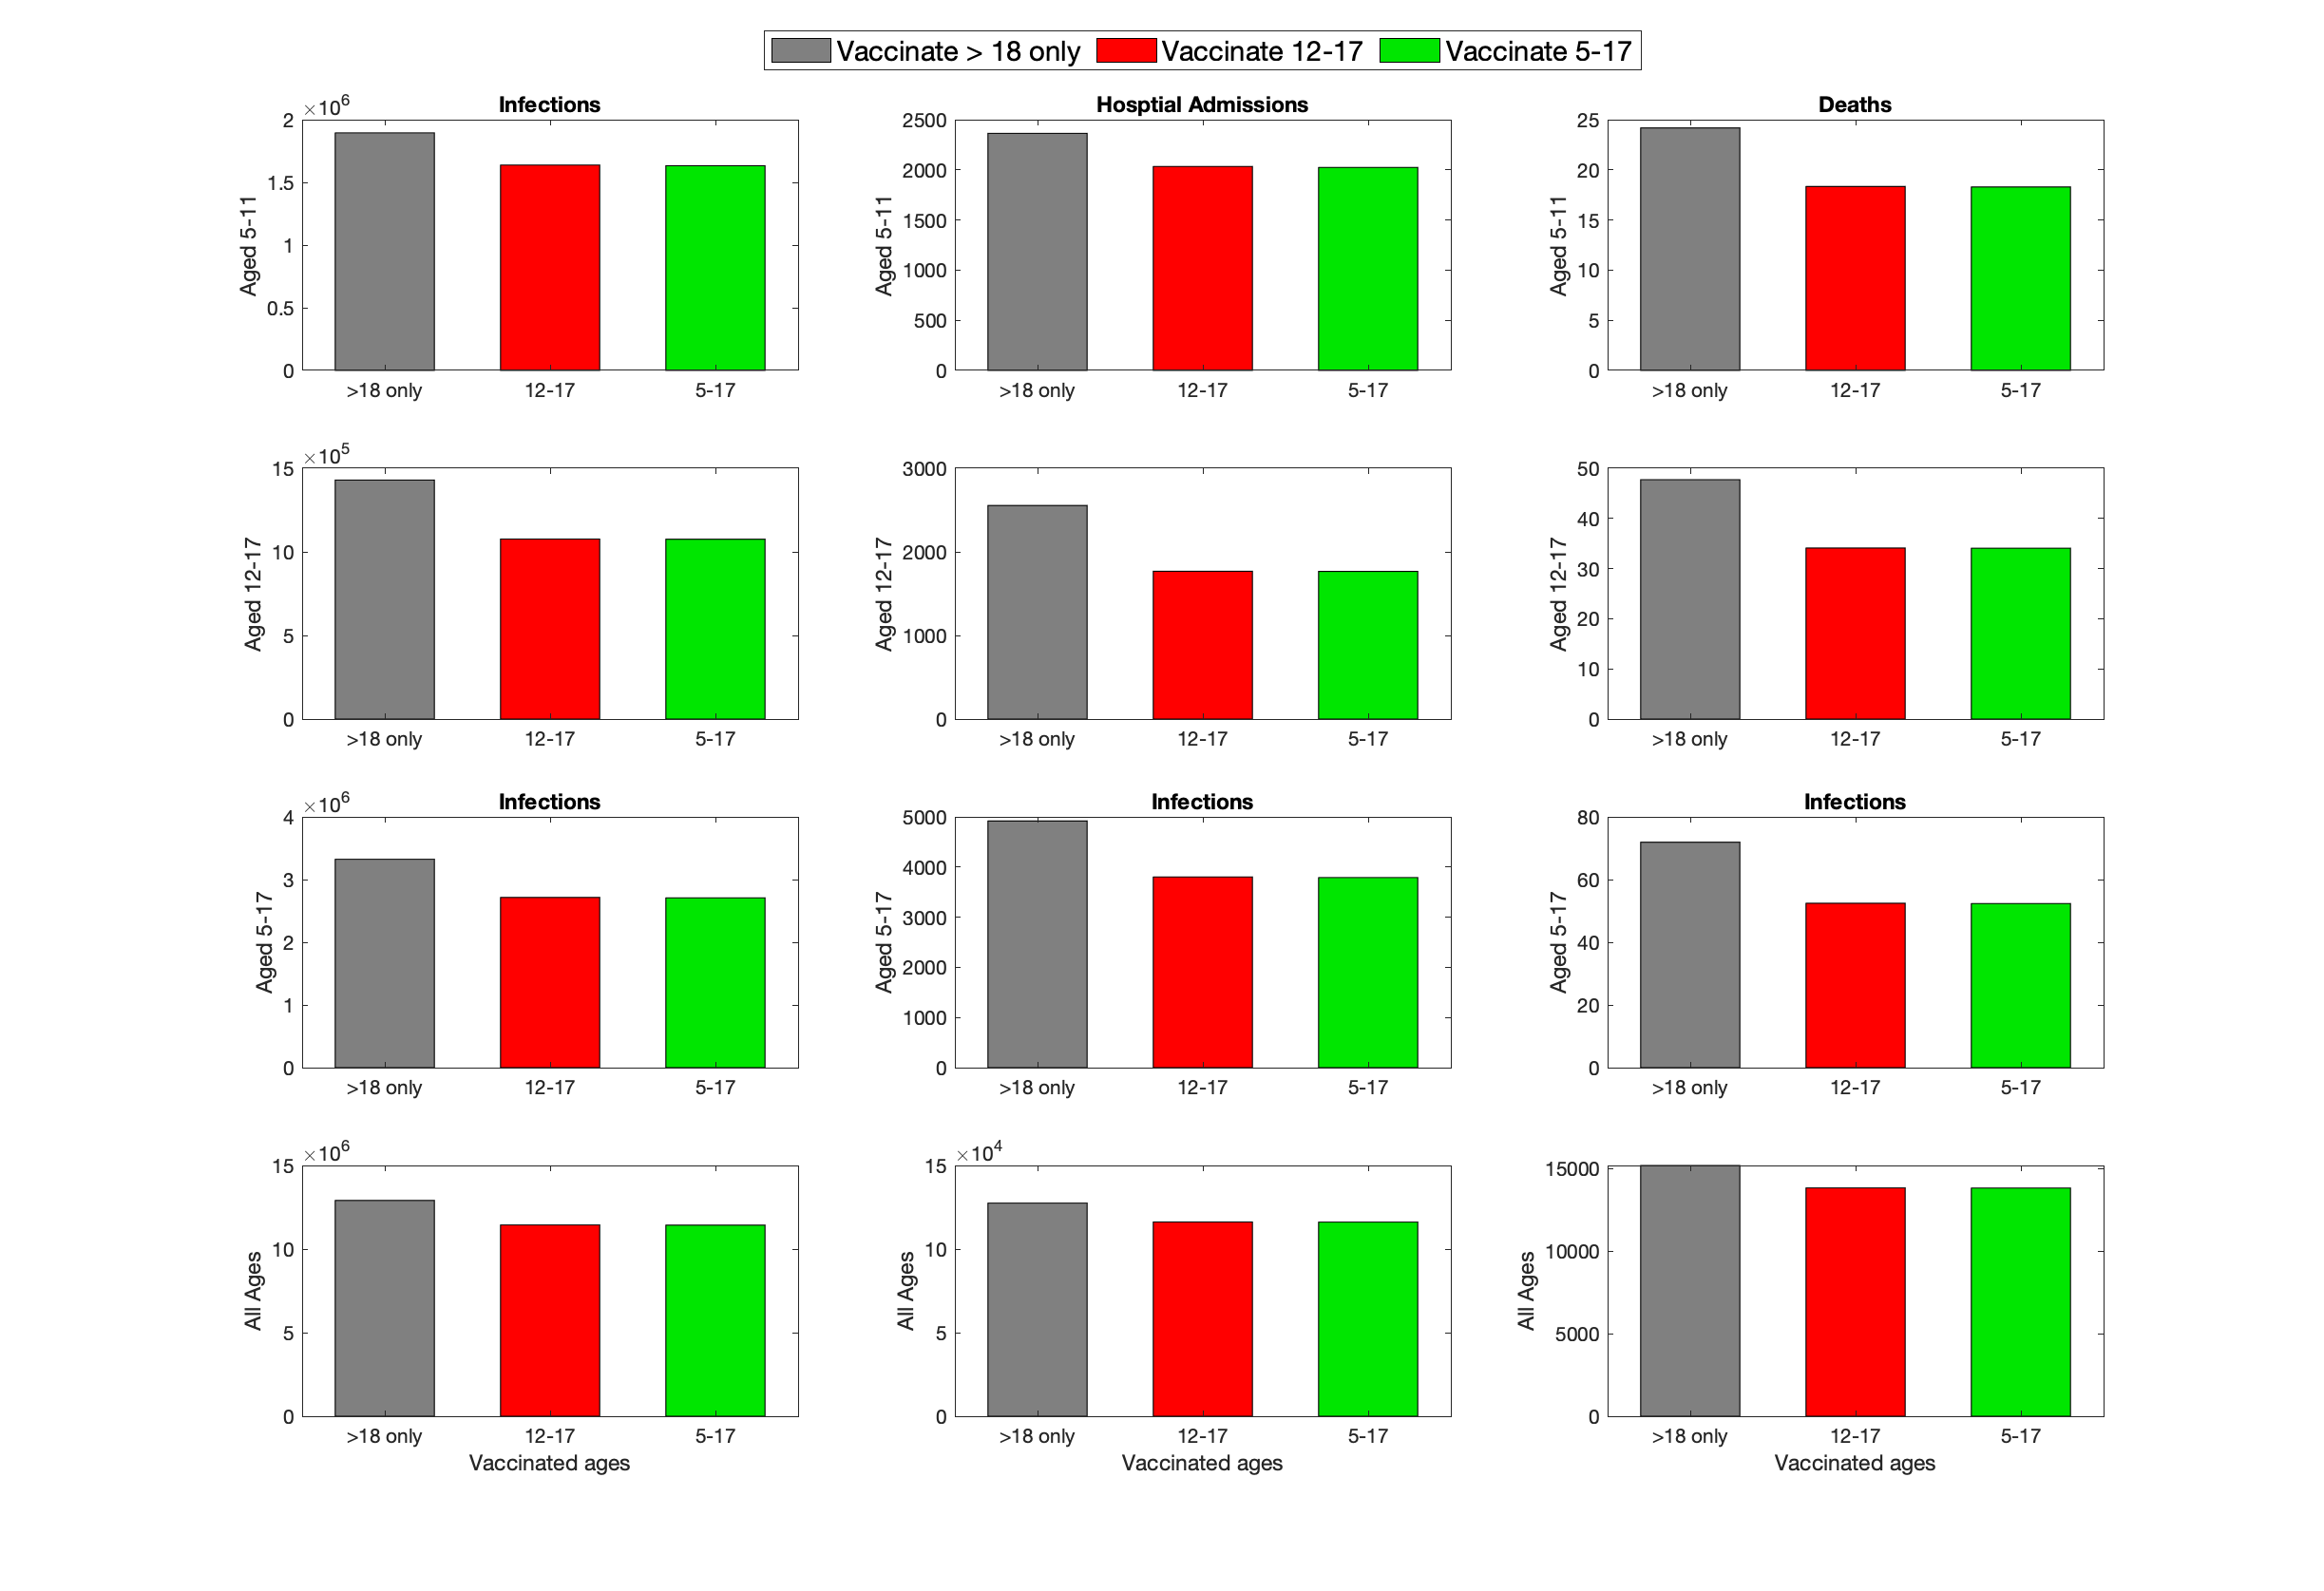 Vaccinate > 18 only Vaccinate 12-17 Vaccinate 5-17
Infections
×10^6
2
1.5
1
0.5
0
Aged 5-11
>18 only 12-17 5-17
Hosptial Admissions
2500
2000
1500
1000
500
0
Aged 5-11
>18 only 12-17 5-17
Deaths
25
20
15
10
5
0
Aged 5-11
>18 only 12-17 5-17
×10^5
15
10
5
0
Aged 12-17
>18 only 12-17 5-17
3000
2000
1000
0
Aged 12-17
>18 only 12-17 5-17
50
40
30
20
10
0
Aged 12-17
>18 only 12-17 5-17
Infections
×10^6
4
3
2
1
0
Aged 5-17
>18 only 12-17 5-17
Infections
5000
4000
3000
2000
1000
0
Aged 5-17
>18 only 12-17 5-17
Infections
80
60
40
20
0
Aged 5-17
>18 only 12-17 5-17
×10^6
15
10
5
0
All Ages
>18 only 12-17 5-17
Vaccinated ages
×10^4
15
10
5
0
All Ages
>18 only 12-17 5-17
Vaccinated ages
15000
10000
5000
0
All Ages
>18 only 12-17 5-17
Vaccinated ages